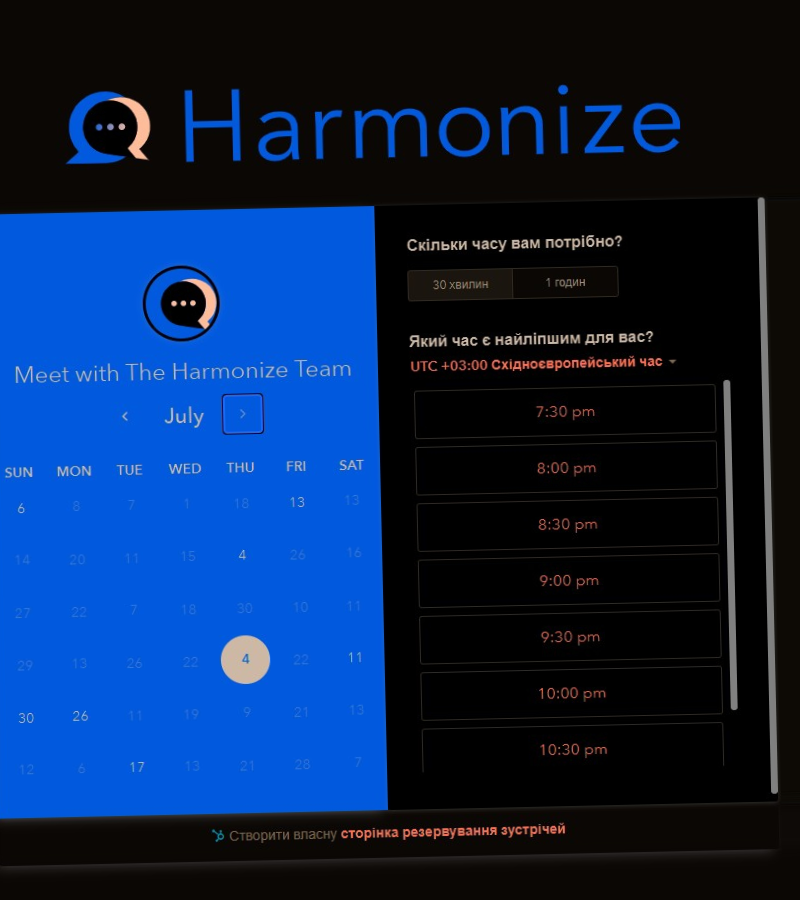 Harmonize
Meet with The Harmonize Team
July
SUN MON TUE WED THU FRI SAT
6 8 7 1 18 13 13
14 20 11 15 4 26 16
27 22 7 18 30 10 11
29 13 26 22 4 22 11
30 26 11 19 9 21 13
12 6 17 13 21 28 7
Скільки часу вам потрібно?
30 хвилин 1 годин
Який час є найліпшим для вас?
UTC +03:00 Східноєвропейський час
7:30 pm
8:00 pm
8:30 pm
9:00 pm
9:30 pm
10:00 pm
10:30 pm
Створити власну сторінка резервування зустрічей